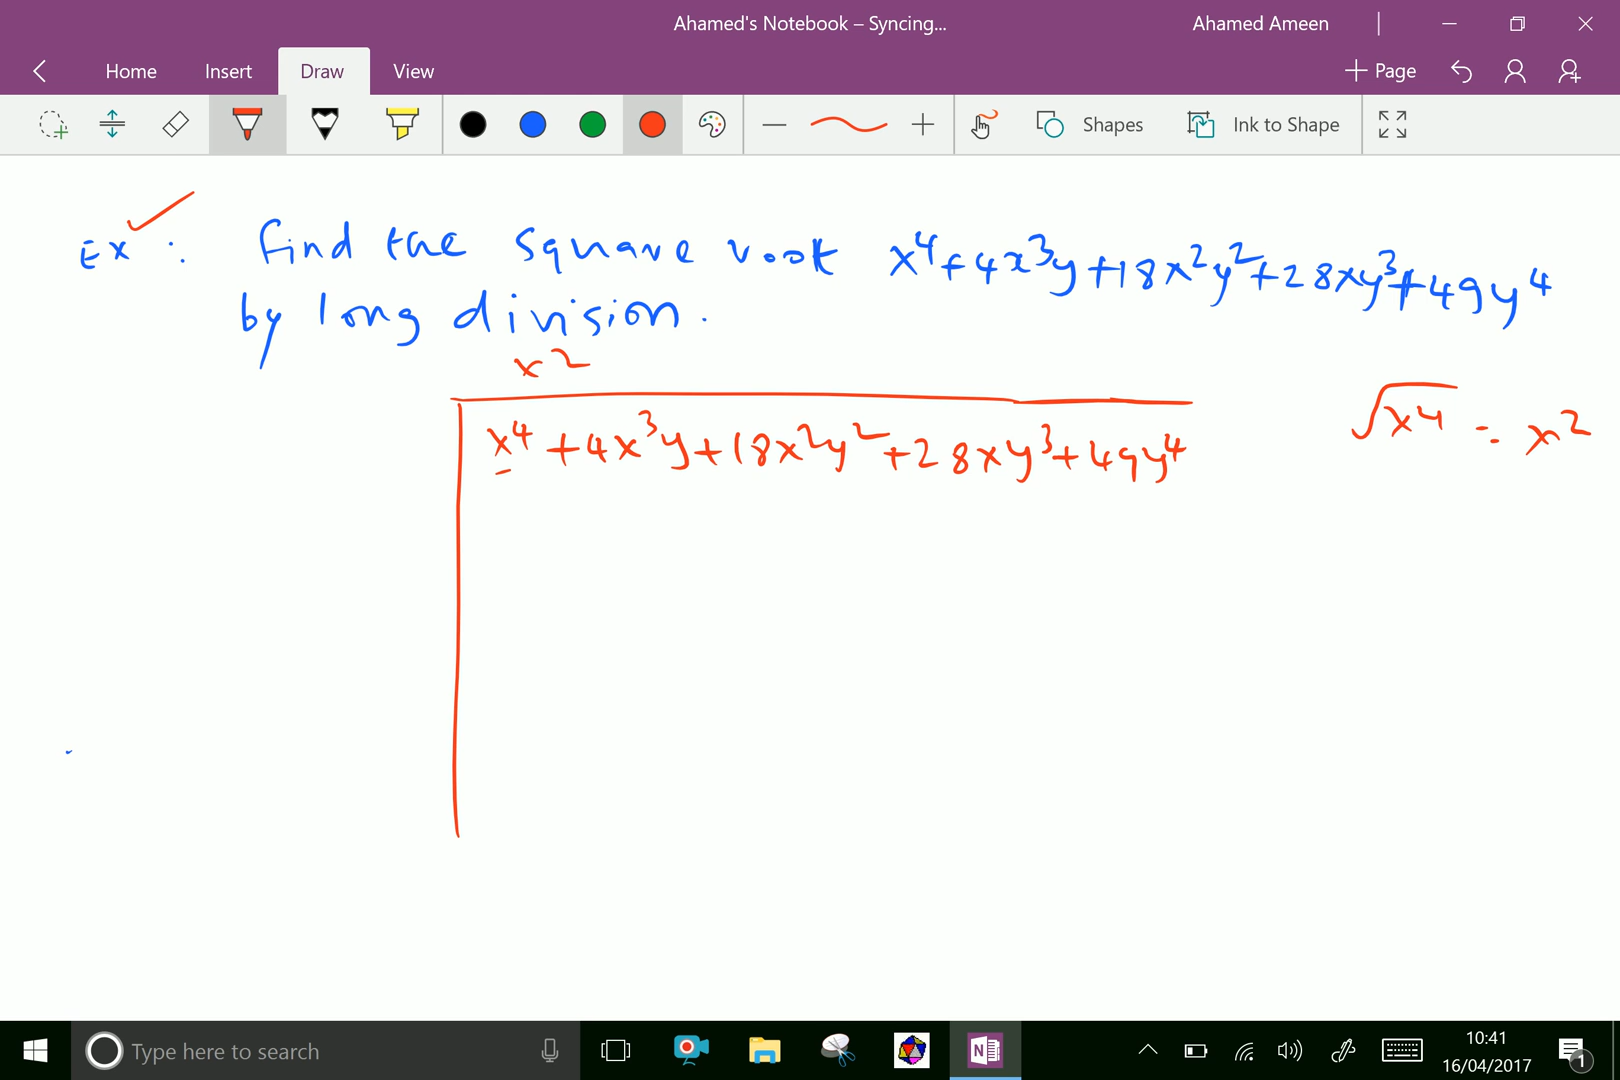 Ahamed's Notebook – Syncing...
Ahamed Ameen
Home Insert Draw View
Page
Shapes Ink to Shape
Ex : find the square root x⁴+4x³y+18x²y²+28xy³+49y⁴
by long division.
x²
x⁴ +4x³y+18x²y²+28xy³+49y⁴
√x⁴ = x²
Type here to search
10:41
16/04/2017
1